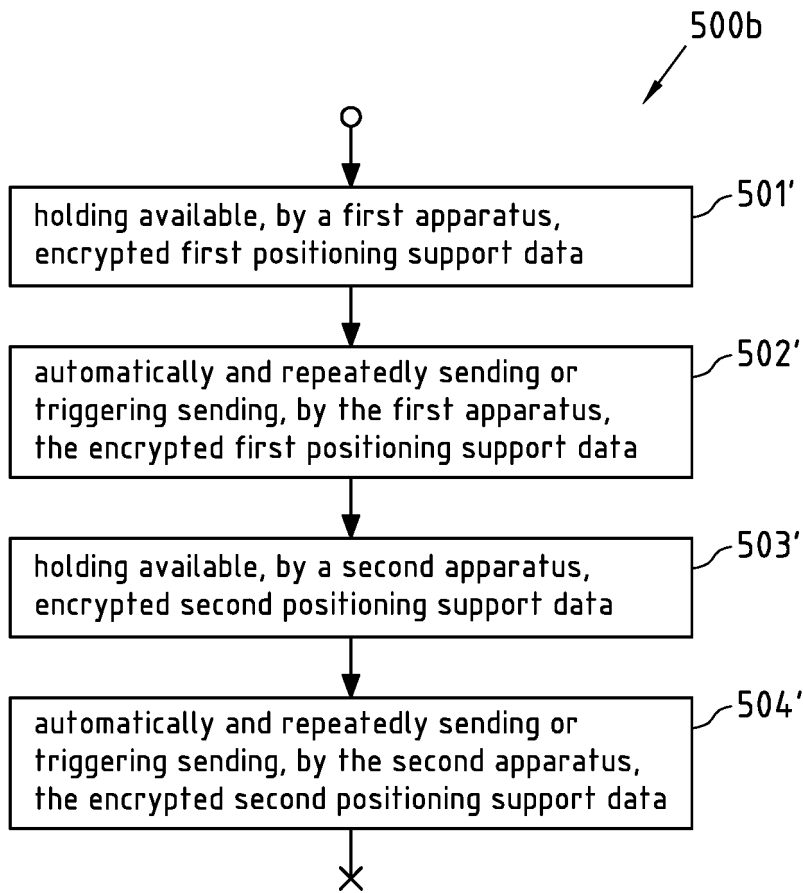 500b
501'
holding available, by a first apparatus,
encrypted first positioning support data
502'
automatically and repeatedly sending or
triggering sending, by the first apparatus,
the encrypted first positioning support data
503'
holding available, by a second apparatus,
encrypted second positioning support data
504'
automatically and repeatedly sending or
triggering sending, by the second apparatus,
the encrypted second positioning support data